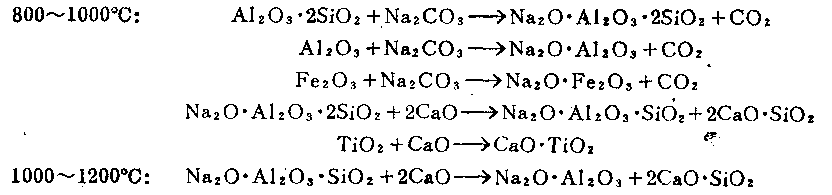 800~1000℃: Al₂O₃·2SiO₂+Na₂CO₃⟶Na₂O·Al₂O₃·2SiO₂+CO₂
Al₂O₃+Na₂CO₃⟶Na₂O·Al₂O₃+CO₂
Fe₂O₃+Na₂CO₃⟶Na₂O·Fe₂O₃+CO₂
Na₂O·Al₂O₃·2SiO₂+2CaO⟶Na₂O·Al₂O₃·SiO₂+2CaO·SiO₂
TiO₂+CaO⟶CaO·TiO₂
1000~1200℃: Na₂O·Al₂O₃·SiO₂+2CaO⟶Na₂O·Al₂O₃+2CaO·SiO₂